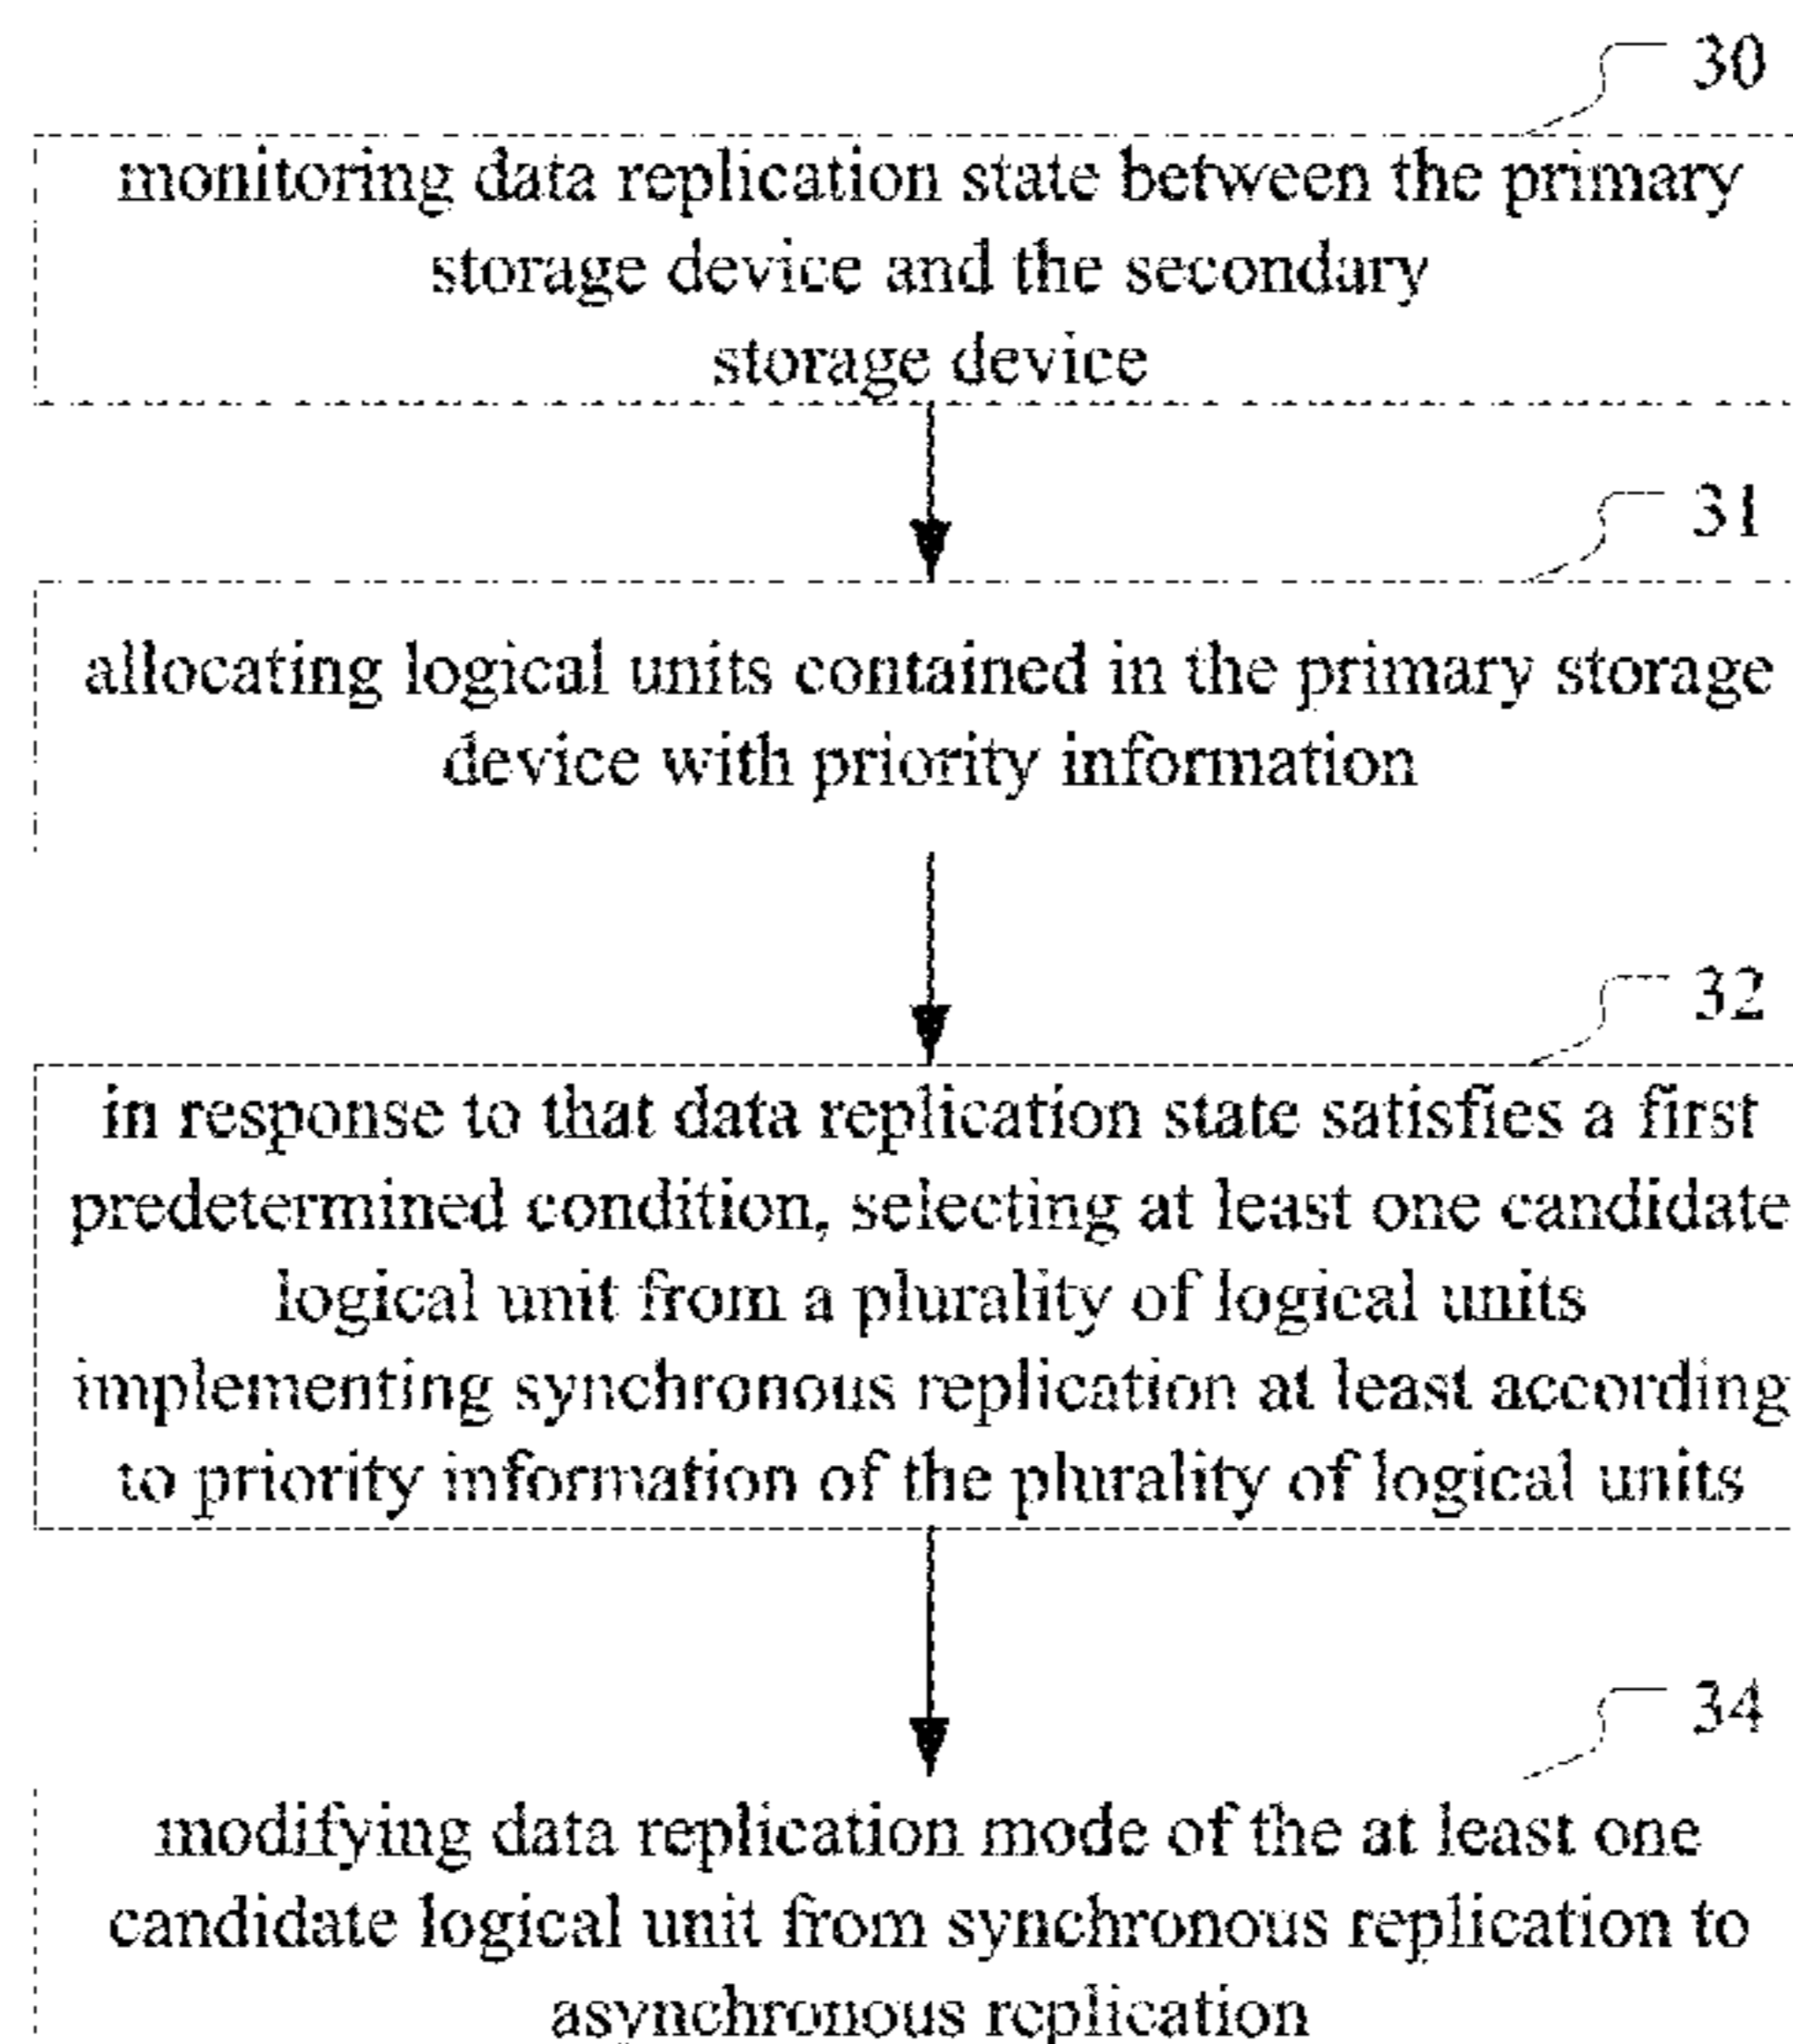 30
monitoring data replication state between the primary
storage device and the secondary
storage device
31
allocating logical units contained in the primary storage
device with priority information
32
in response to that data replication state satisfies a first
predetermined condition, selecting at least one candidate
logical unit from a plurality of logical units
implementing synchronous replication at least according
to priority information of the plurality of logical units
34
modifying data replication mode of the at least one
candidate logical unit from synchronous replication to
asynchronous replication